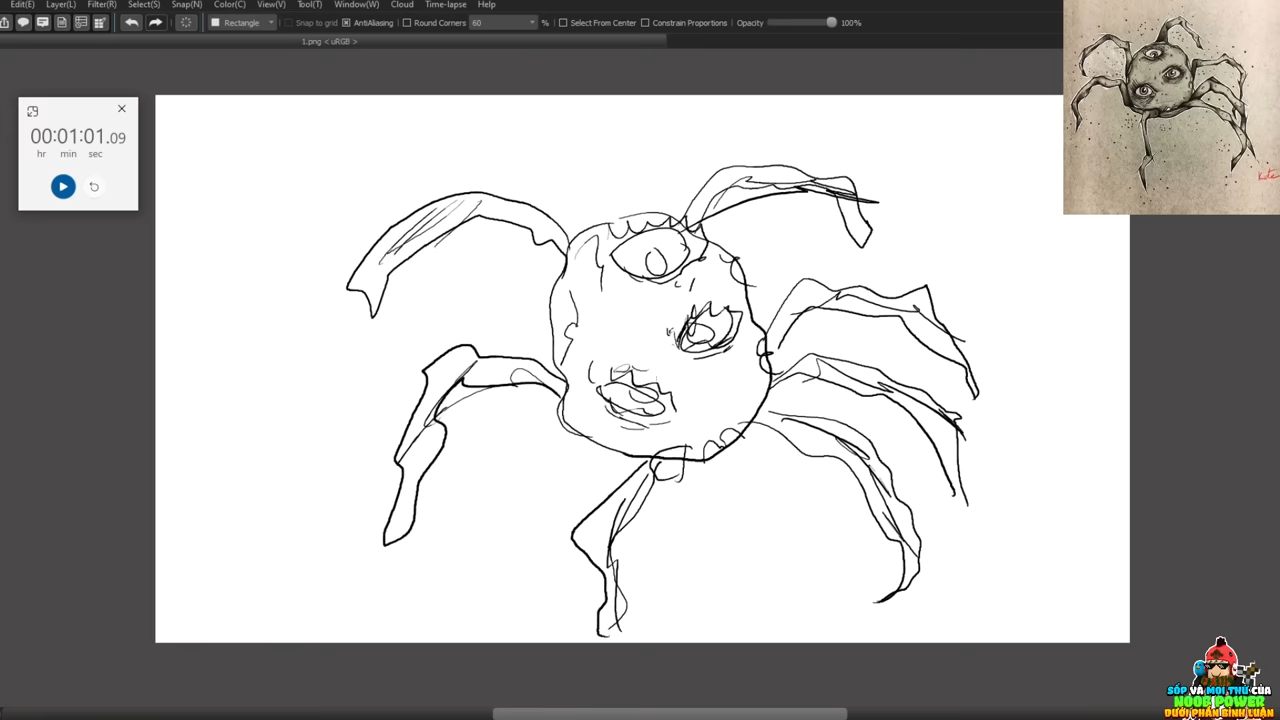 Edit(E) Layer(L) Filter(R) Select(S) Snap(N) Color(C) View(V) Tool(T) Window(W) Cloud Time-lapse Help
Rectangle Snap to grid AntiAliasing Round Corners 60 % Select From Center Constrain Proportions Opacity 100%
1.png < uRGB >
00:01:01.09
hr min sec
SÓP VÀ MỌI THỨ CỦA
NOOB POWER
DƯỚI PHẦN BÌNH LUẬN